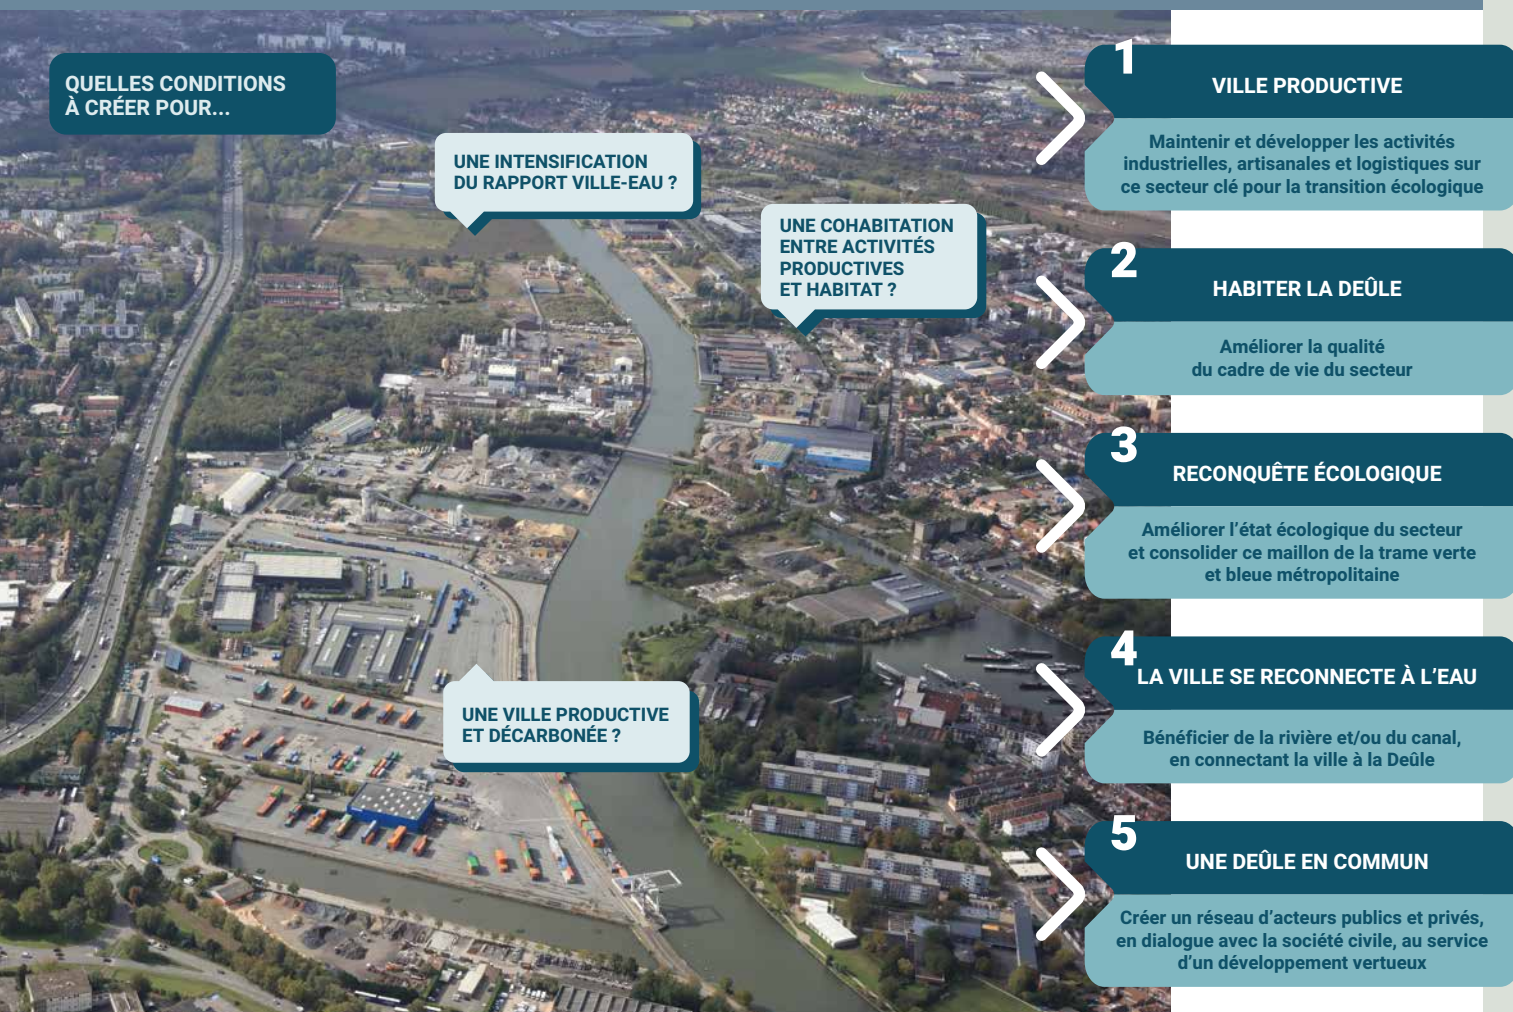 QUELLES CONDITIONS
À CRÉER POUR...
UNE INTENSIFICATION
DU RAPPORT VILLE-EAU ?
UNE COHABITATION
ENTRE ACTIVITÉS
PRODUCTIVES
ET HABITAT ?
UNE VILLE PRODUCTIVE
ET DÉCARBONÉE ?
1
VILLE PRODUCTIVE
Maintenir et développer les activités
industrielles, artisanales et logistiques sur
ce secteur clé pour la transition écologique
2
HABITER LA DEÛLE
Améliorer la qualité
du cadre de vie du secteur
3
RECONQUÊTE ÉCOLOGIQUE
Améliorer l’état écologique du secteur
et consolider ce maillon de la trame verte
et bleue métropolitaine
4
LA VILLE SE RECONNECTE À L’EAU
Bénéficier de la rivière et/ou du canal,
en connectant la ville à la Deûle
5
UNE DEÛLE EN COMMUN
Créer un réseau d’acteurs publics et privés,
en dialogue avec la société civile, au service
d’un développement vertueux